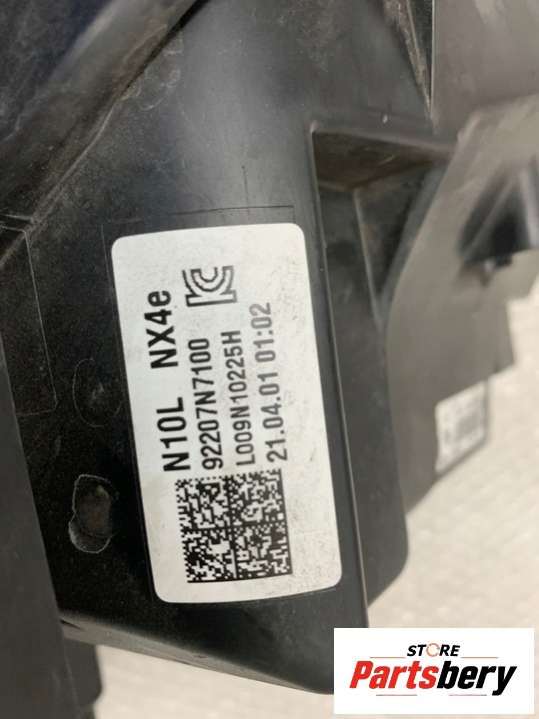 N10L NX4e
92207N7100
L009N10225H
21.04.01 01:02
STORE
Partsbery